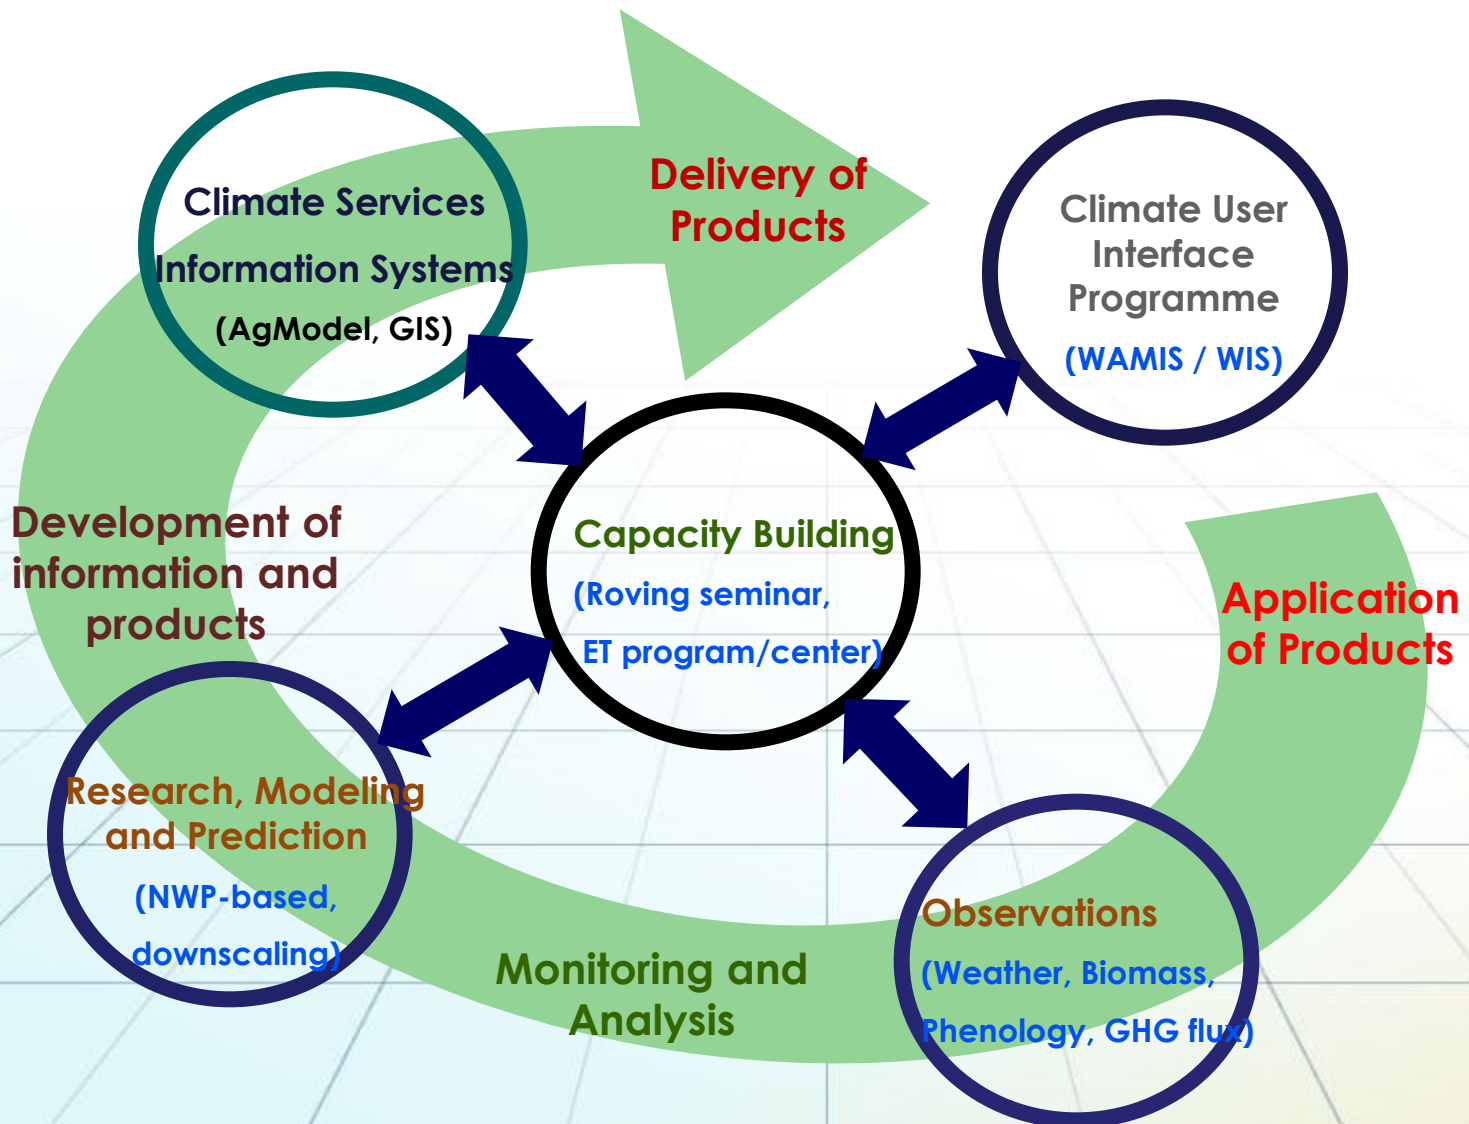 Delivery of
Products
Climate Services
Information Systems
(AgModel, GIS)
Climate User
Interface
Programme
(WAMIS / WIS)
Development of
information and
products
Capacity Building
(Roving seminar,
ET program/center)
Application
of Products
Research, Modeling
and Prediction
(NWP-based,
downscaling)
Monitoring and
Analysis
Observations
(Weather, Biomass,
Phenology, GHG flux)